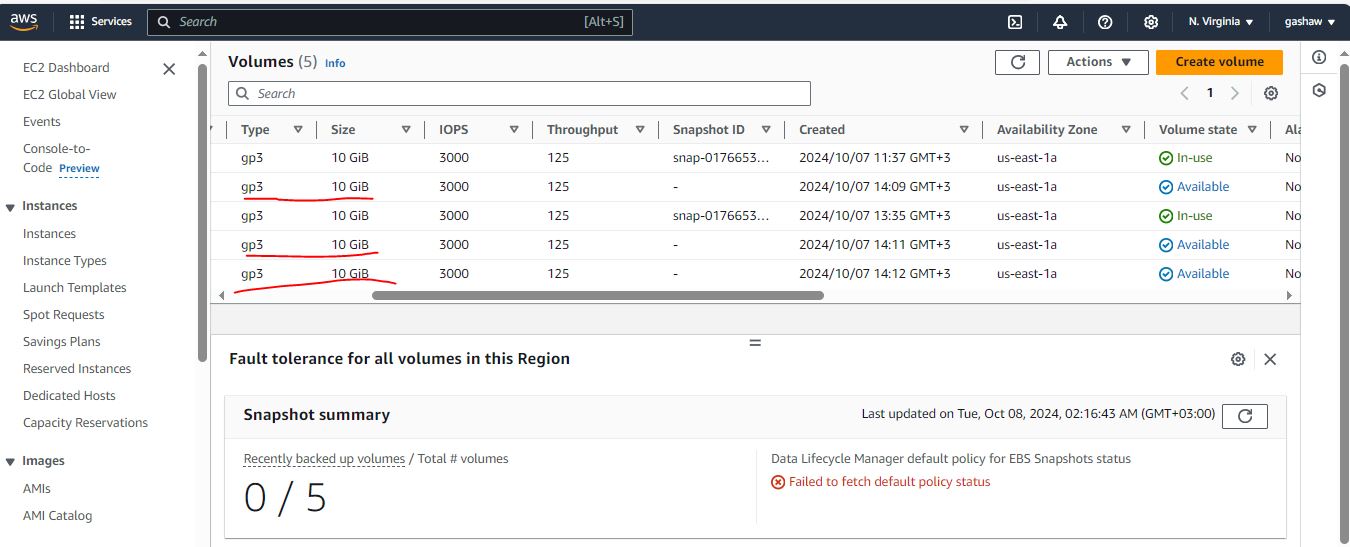 aws Services Search [Alt+S] N. Virginia gashaw
EC2 Dashboard
EC2 Global View
Events
Console-to-
Code Preview
Instances
Instances
Instance Types
Launch Templates
Spot Requests
Savings Plans
Reserved Instances
Dedicated Hosts
Capacity Reservations
Images
AMIs
AMI Catalog
Volumes (5) Info Actions Create volume
Search 1
Type Size IOPS Throughput Snapshot ID Created Availability Zone Volume state Ala
gp3 10 GiB 3000 125 snap-0176653... 2024/10/07 11:37 GMT+3 us-east-1a In-use No
gp3 10 GiB 3000 125 - 2024/10/07 14:09 GMT+3 us-east-1a Available No
gp3 10 GiB 3000 125 snap-0176653... 2024/10/07 13:35 GMT+3 us-east-1a In-use No
gp3 10 GiB 3000 125 - 2024/10/07 14:11 GMT+3 us-east-1a Available No
gp3 10 GiB 3000 125 - 2024/10/07 14:12 GMT+3 us-east-1a Available No
Fault tolerance for all volumes in this Region
Snapshot summary Last updated on Tue, Oct 08, 2024, 02:16:43 AM (GMT+03:00)
Recently backed up volumes / Total # volumes
0 / 5
Data Lifecycle Manager default policy for EBS Snapshots status
Failed to fetch default policy status